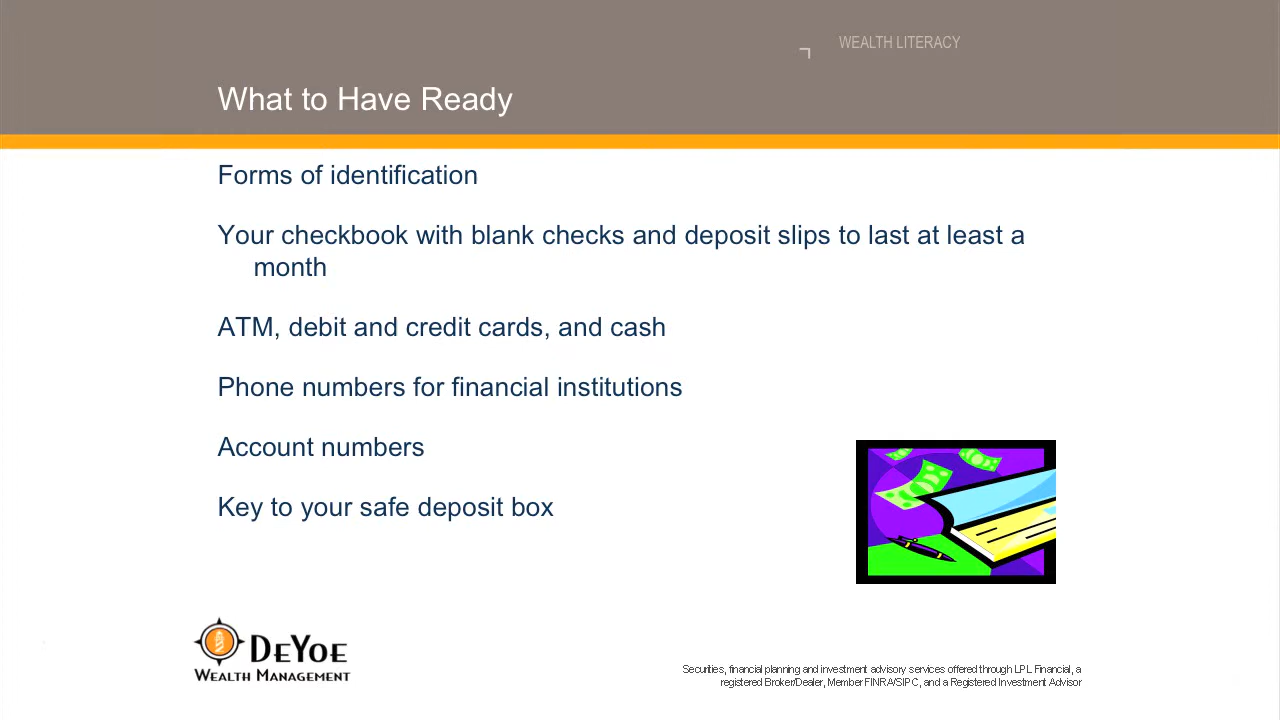 WEALTH LITERACY
What to Have Ready
Forms of identification
Your checkbook with blank checks and deposit slips to last at least a
month
ATM, debit and credit cards, and cash
Phone numbers for financial institutions
Account numbers
Key to your safe deposit box
DEYOE
WEALTH MANAGEMENT
Securities, financial planning and investment advisory services offered through LPL Financial, a
registered Broker/Dealer, Member FINRA/SIPC, and a Registered Investment Advisor